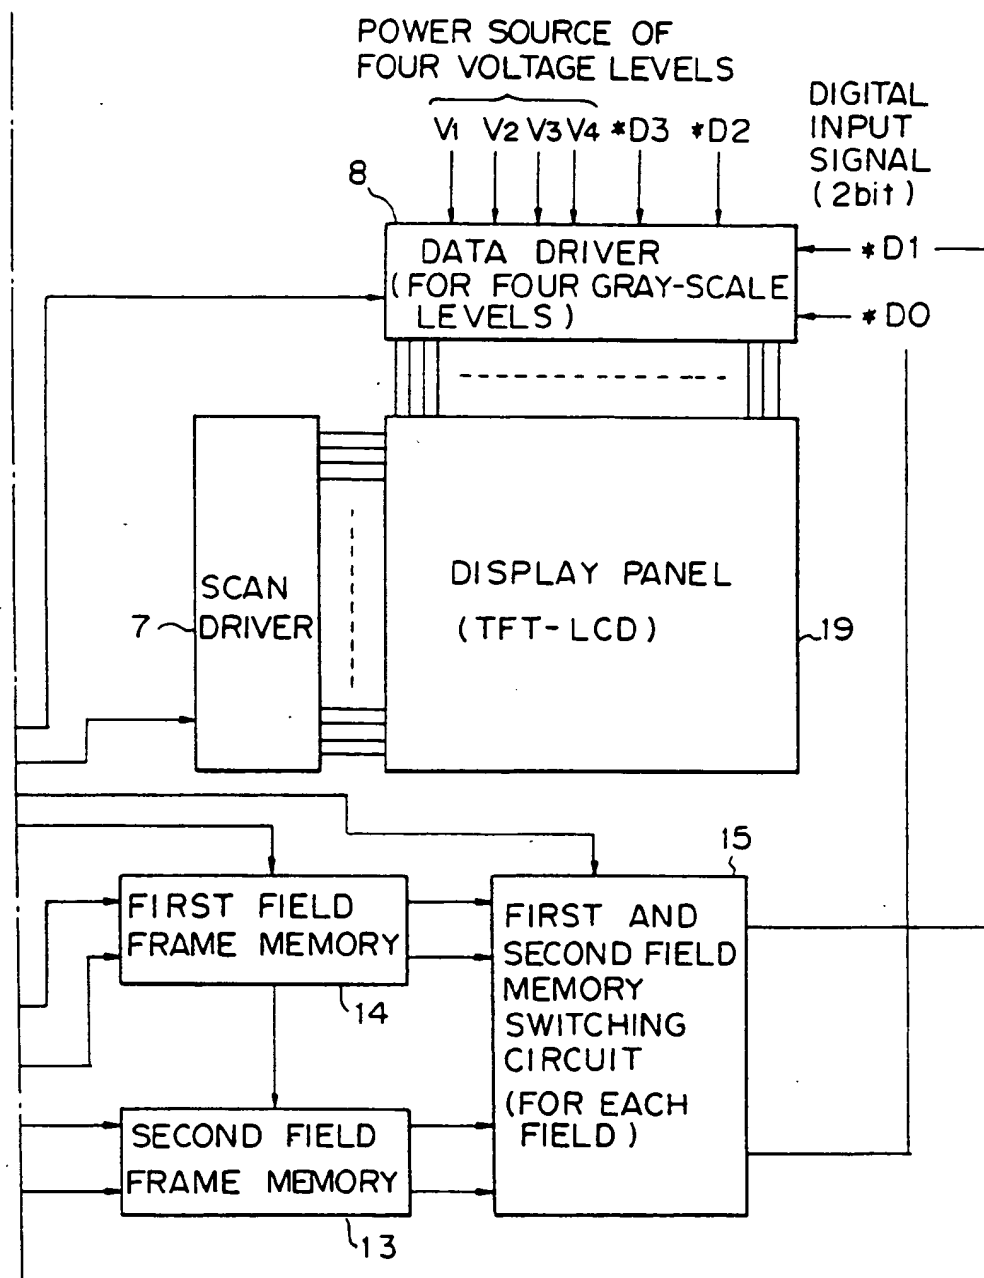 POWER SOURCE OF
FOUR VOLTAGE LEVELS
DIGITAL
INPUT
SIGNAL
(2bit)
V1 V2 V3 V4 *D3 *D2
8
DATA DRIVER
(FOR FOUR GRAY-SCALE
LEVELS)
*D1
*D0
SCAN
DRIVER
7
DISPLAY PANEL
(TFT-LCD)
19
15
FIRST FIELD
FRAME MEMORY
14
FIRST AND
SECOND FIELD
MEMORY
SWITCHING
CIRCUIT
(FOR EACH
FIELD)
SECOND FIELD
FRAME MEMORY
13